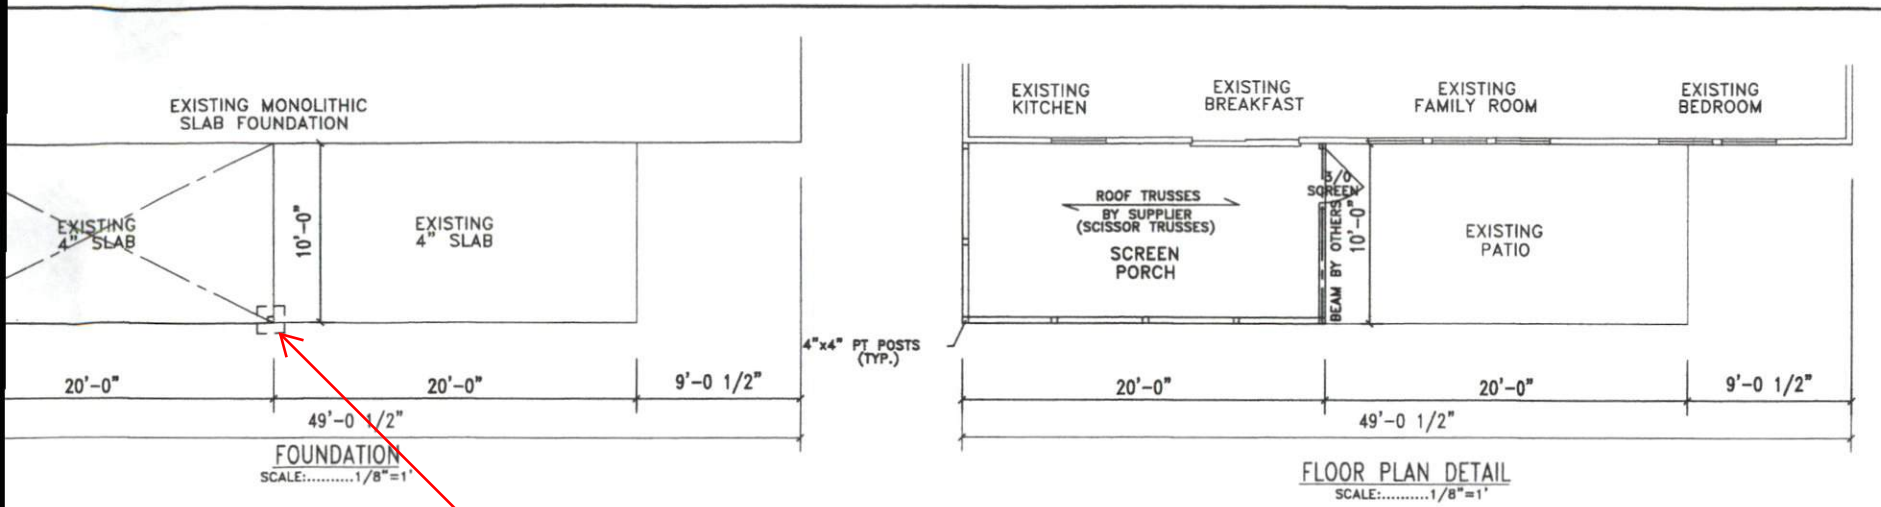 EXISTING MONOLITHIC
SLAB FOUNDATION
EXISTING
4" SLAB
10'-0"
EXISTING
4" SLAB
20'-0"
20'-0"
9'-0 1/2"
49'-0 1/2"
FOUNDATION
SCALE:..........1/8"=1'
EXISTING
KITCHEN
EXISTING
BREAKFAST
EXISTING
FAMILY ROOM
EXISTING
BEDROOM
ROOF TRUSSES
BY SUPPLIER
(SCISSOR TRUSSES)
SCREEN
PORCH
3/0
SCREEN
BEAM BY OTHERS
10'-0"
EXISTING
PATIO
4"x4" PT POSTS
(TYP.)
20'-0"
20'-0"
9'-0 1/2"
49'-0 1/2"
FLOOR PLAN DETAIL
SCALE:..........1/8"=1'